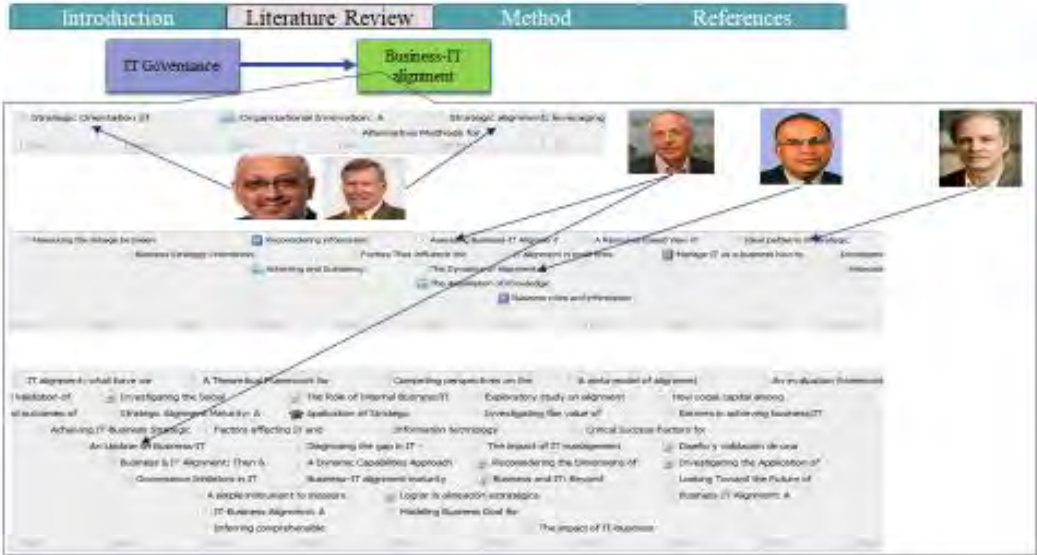 Introduction Literature Review Method References
IT Governance
Business-IT
alignment
Strategic Orientation of Organizational Innovation: A Strategic alignment: leveraging
Alternative Methods for
Measuring the linkage between Reconsidering information Assessing Business-IT Alignment A Resource-based view Ideal patterns of strategic
Business strategy Factors That Influence the IT alignment in small firms Manage IT as a business how to
Achieving and Sustaining The Dynamics of Alignment
The Assimilation of Knowledge
Business roles and information
IT alignment: what have we A Theoretical Framework for Competing perspectives on the A meta model of alignment An evaluation framework
Validation of Investigating the Social The Role of Internal Business/IT Exploratory study on alignment How social capital among
outcomes of Strategic Alignment Maturity: A Application of Strategic Investigating the value of Barriers in achieving business/IT
Achieving IT-Business Strategic Factors affecting IT and Information technology Critical Success Factors for
An Update on Business-IT Diagnosing the gap in IT - The impact of IT management Diseño y validación de una
Business & IT Alignment: Then & A Dynamic Capabilities Approach Reconsidering the Dimensions of Investigating the Application of
Governance Inhibitors in IT Business-IT alignment maturity Business and IT: Beyond Looking Toward the Future of
A simple instrument to measure Lograr la alineación estratégica Business IT Alignment: A
IT-Business Alignment: A Modeling Business Goal for
Inferring comprehensible The impact of IT-business